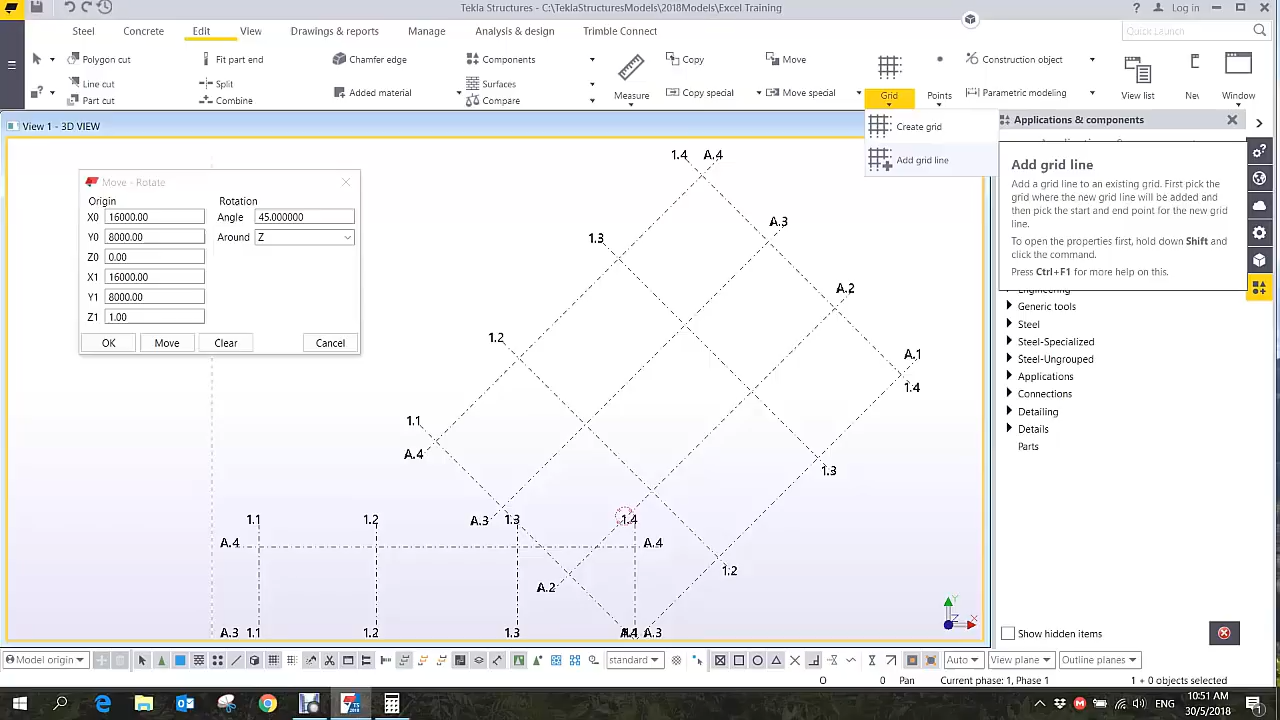 Tekla Structures - C:\TeklaStructuresModels\2018Models\Excel Training
? Log in
Steel Concrete Edit View Drawings & reports Manage Analysis & design Trimble Connect
Quick Launch
Polygon cut Fit part end Chamfer edge Components Copy Move Construction object
Line cut Split Surfaces
Part cut Combine Added material Compare Measure Copy special Move special Grid Points Parametric modeling View list Nev Window
View 1 - 3D VIEW
Create grid
Add grid line
Applications & components
Add grid line
Add a grid line to an existing grid. First pick the
grid where the new grid line will be added and
then pick the start and end point for the new grid
line.
To open the properties first, hold down Shift and
click the command.
Press Ctrl+F1 for more help on this.
Generic tools
Steel
Steel-Specialized
Steel-Ungrouped
Applications
Connections
Detailing
Details
Parts
Show hidden items
Move - Rotate
Origin Rotation
X0 16000.00 Angle 45.000000
Y0 8000.00 Around Z
Z0 0.00
X1 16000.00
Y1 8000.00
Z1 1.00
OK Move Clear Cancel
1.4 A.4
A.3
1.3
A.2
1.2
A.1
1.4
1.1
A.4
1.3
1.1 1.2 A.3 1.3 1.4
A.4 A.4
1.2
A.2
A.3 1.1 1.2 1.3 A.3
Y
X
Z
Model origin standard Auto View plane Outline planes
O 0 Pan Current phase: 1, Phase 1 1 + 0 objects selected
ENG 10:51 AM
30/5/2018